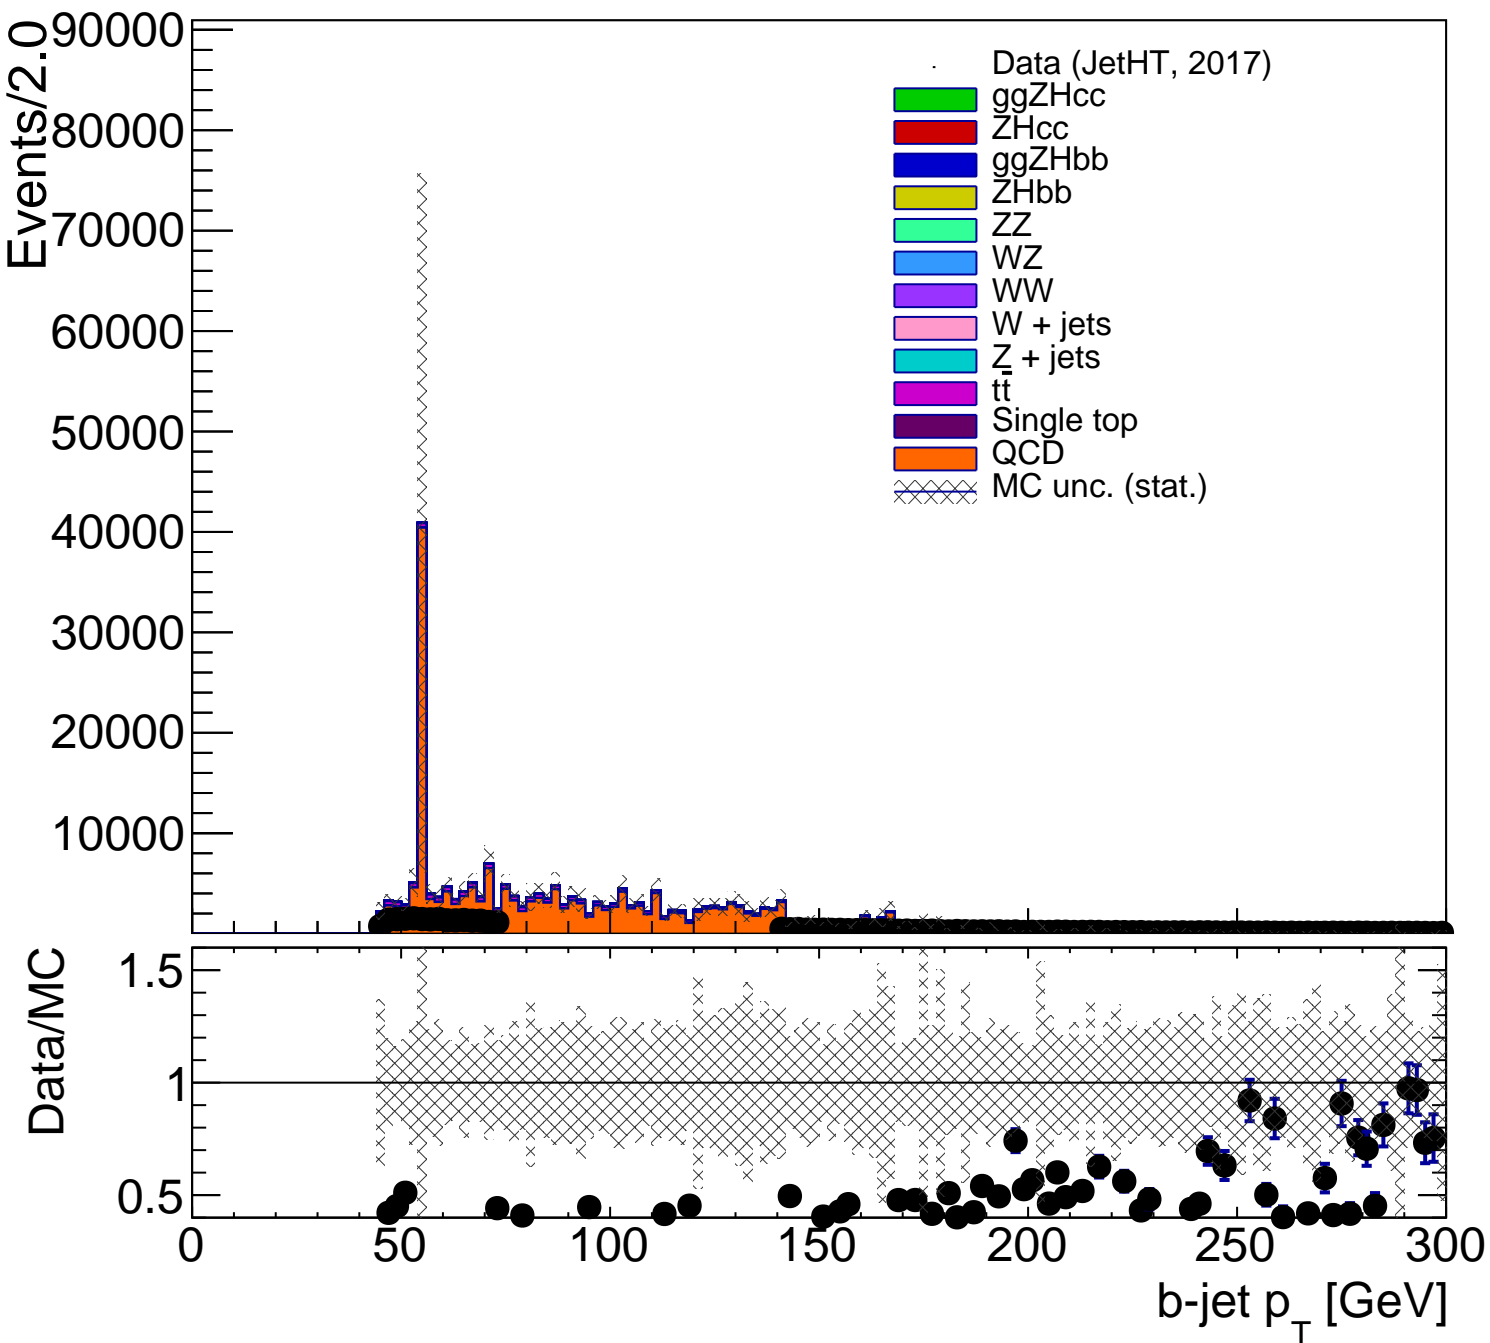 Events/2.0
90000
80000
70000
60000
50000
40000
30000
20000
10000
Data (JetHT, 2017)
ggZHcc
ZHcc
ggZHbb
ZHbb
ZZ
WZ
WW
W + jets
Z + jets
tt̄
Single top
QCD
MC unc. (stat.)
Data/MC
1.5
1
0.5
0 50 100 150 200 250 300
b-jet p_T [GeV]